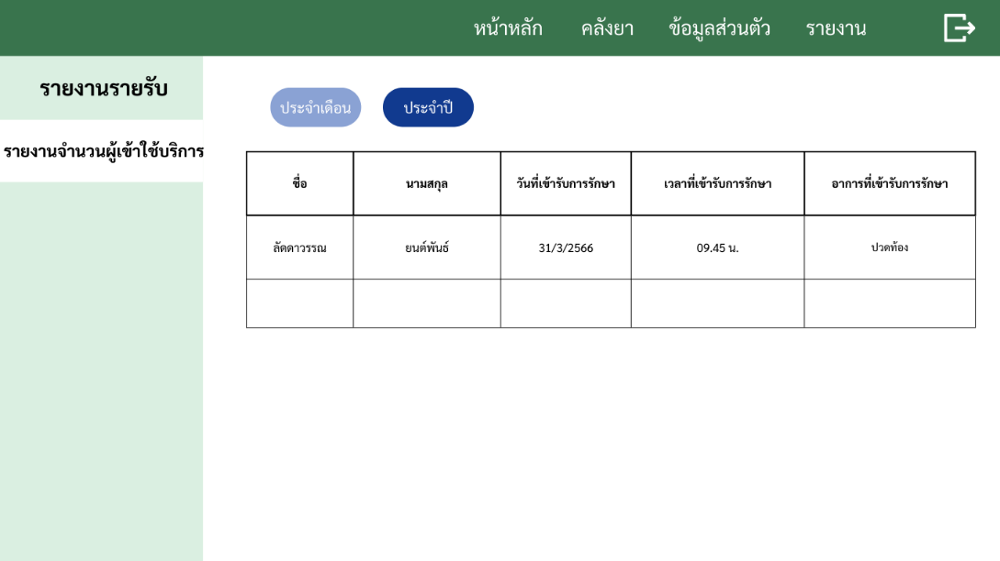 หน้าหลัก คลังยา ข้อมูลส่วนตัว รายงาน
รายงานรายรับ
รายงานจำนวนผู้เข้าใช้บริการ
ประจำเดือน ประจำปี
ชื่อ นามสกุล วันที่เข้ารับการรักษา เวลาที่เข้ารับการรักษา อาการที่เข้ารับการรักษา
ลัดดาวรรณ ยนต์พันธ์ 31/3/2566 09.45 น. ปวดท้อง